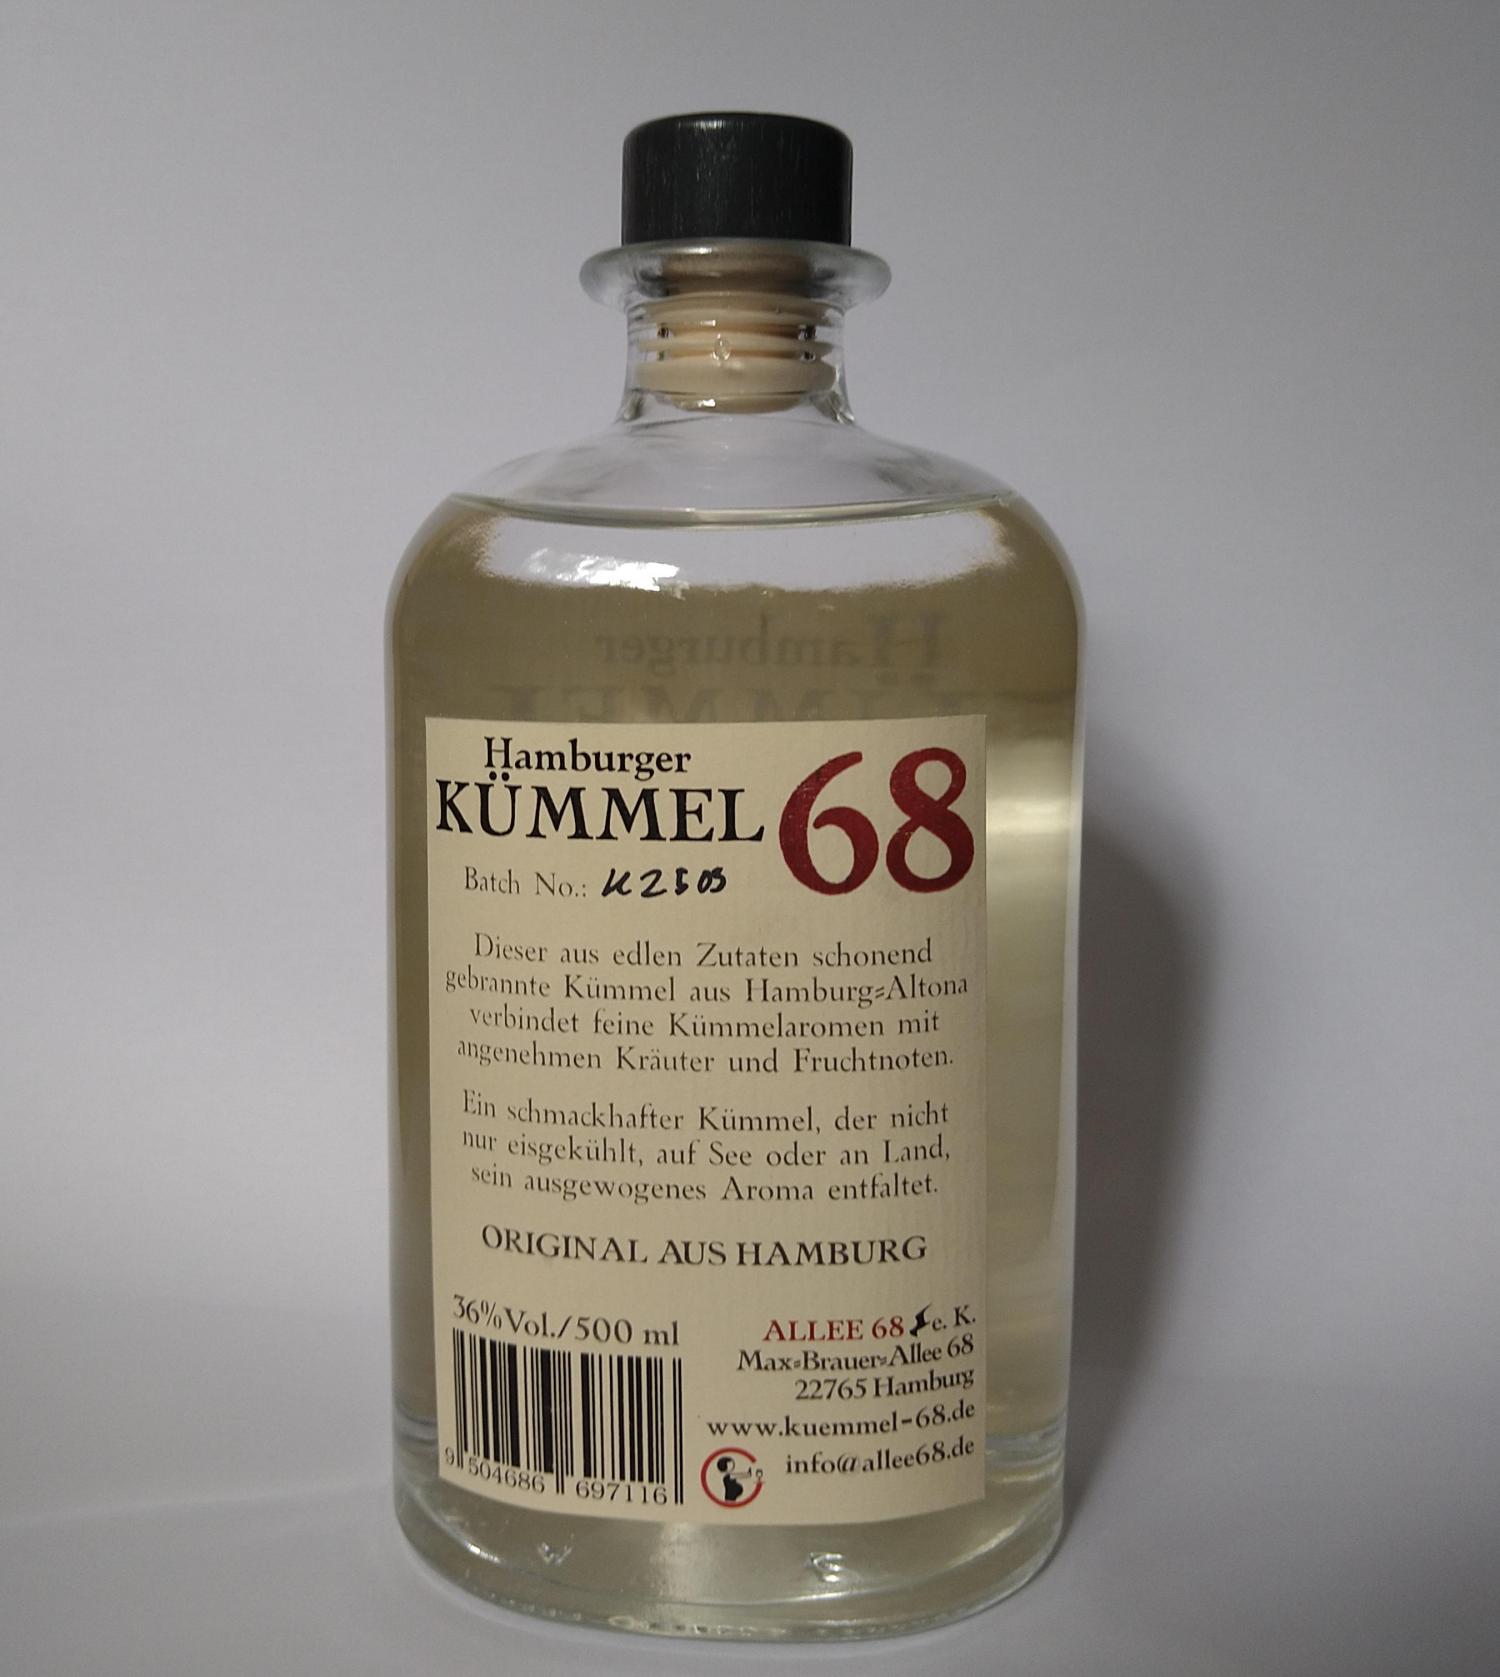 Hamburger
KÜMMEL 68
Batch No.: K2503
Dieser aus edlen Zutaten schonend
gebrannte Kümmel aus Hamburg=Altona
verbindet feine Kümmelaromen mit
angenehmen Kräuter und Fruchtnoten.
Ein schmackhafter Kümmel, der nicht
nur eisgekühlt, auf See oder an Land,
sein ausgewogenes Aroma entfaltet.
ORIGINAL AUS HAMBURG
36%Vol./500 ml
9 504686 697116
ALLEE 68 e. K.
Max=Brauer=Allee 68
22765 Hamburg
www.kuemmel-68.de
info@allee68.de